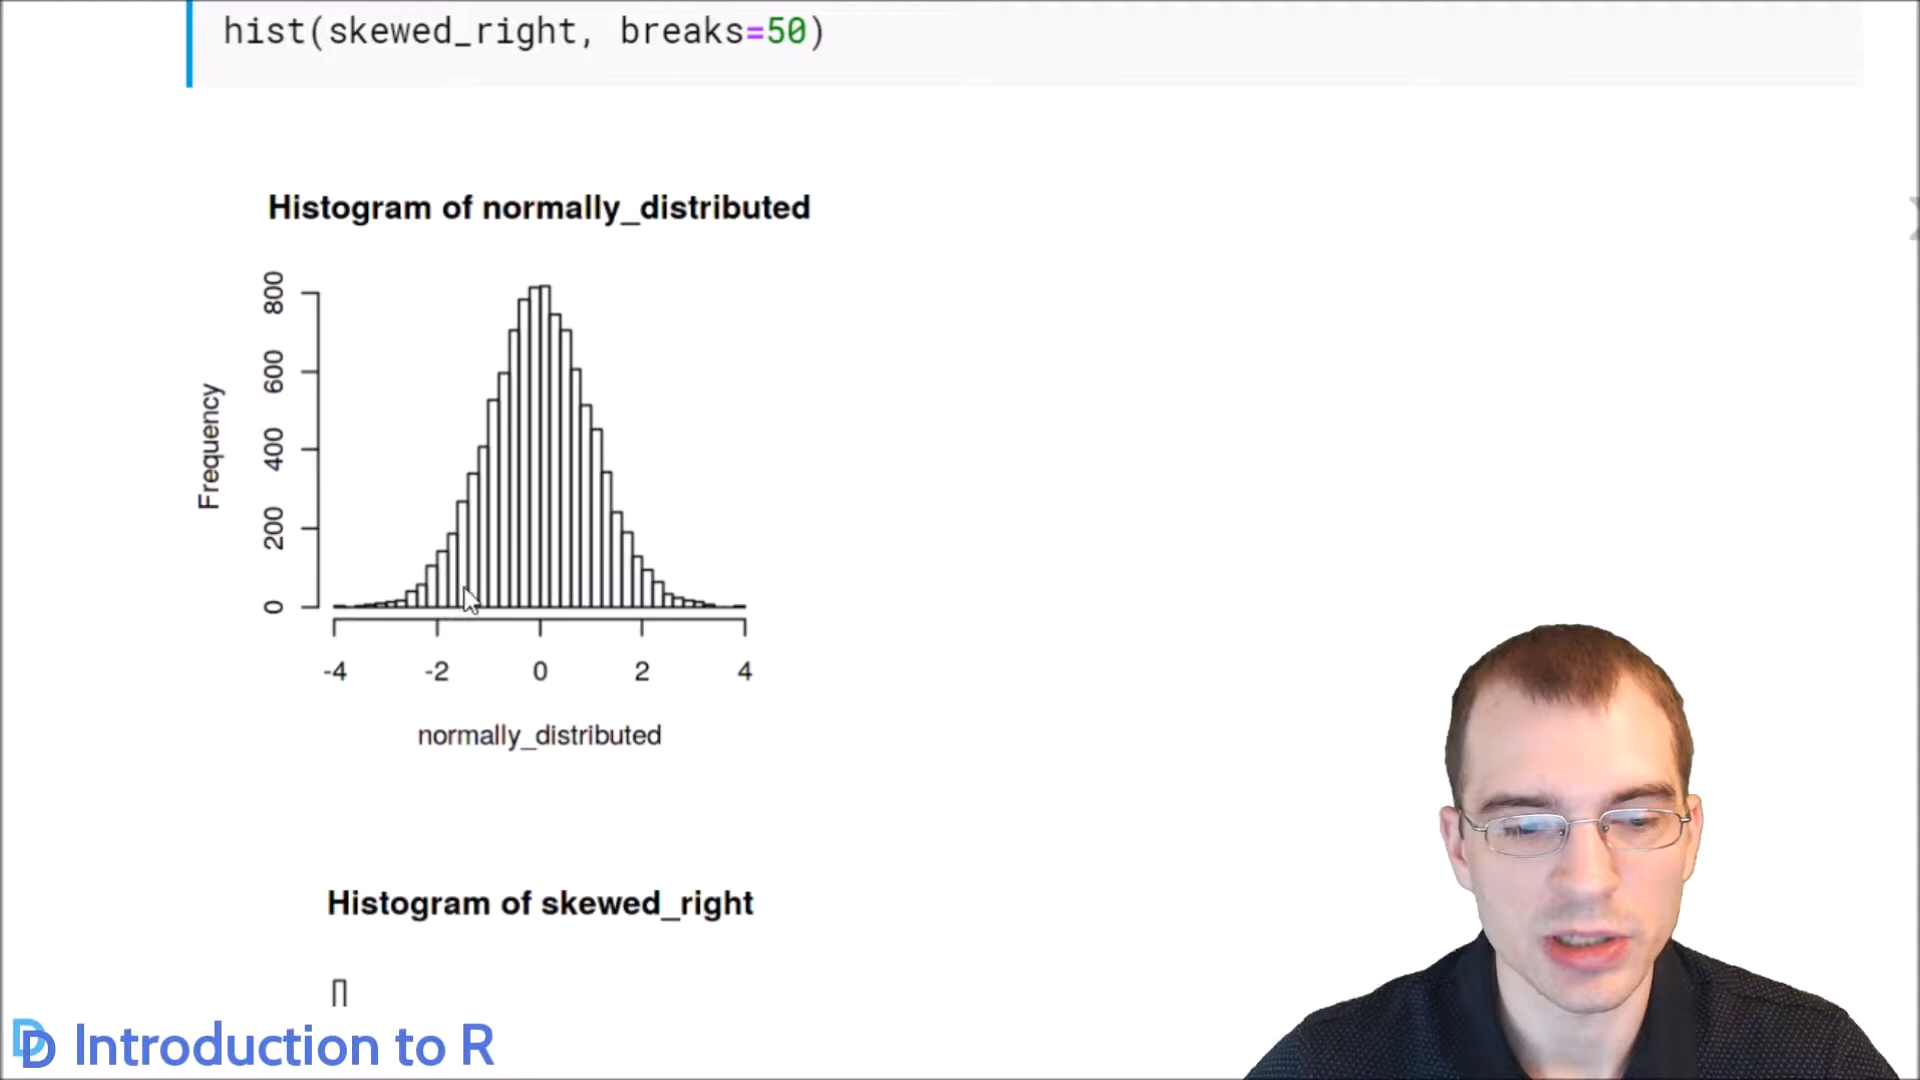 hist(skewed_right, breaks=50)
Histogram of normally_distributed
Frequency
800
600
400
200
0
-4 -2 0 2 4
normally_distributed
Histogram of skewed_right
D Introduction to R